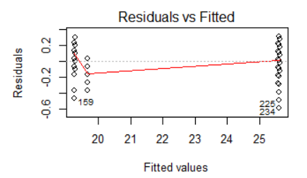 Residuals vs Fitted
Residuals
0.2
-0.2
-0.6
159
225
234
20 21 22 23 24 25
Fitted values